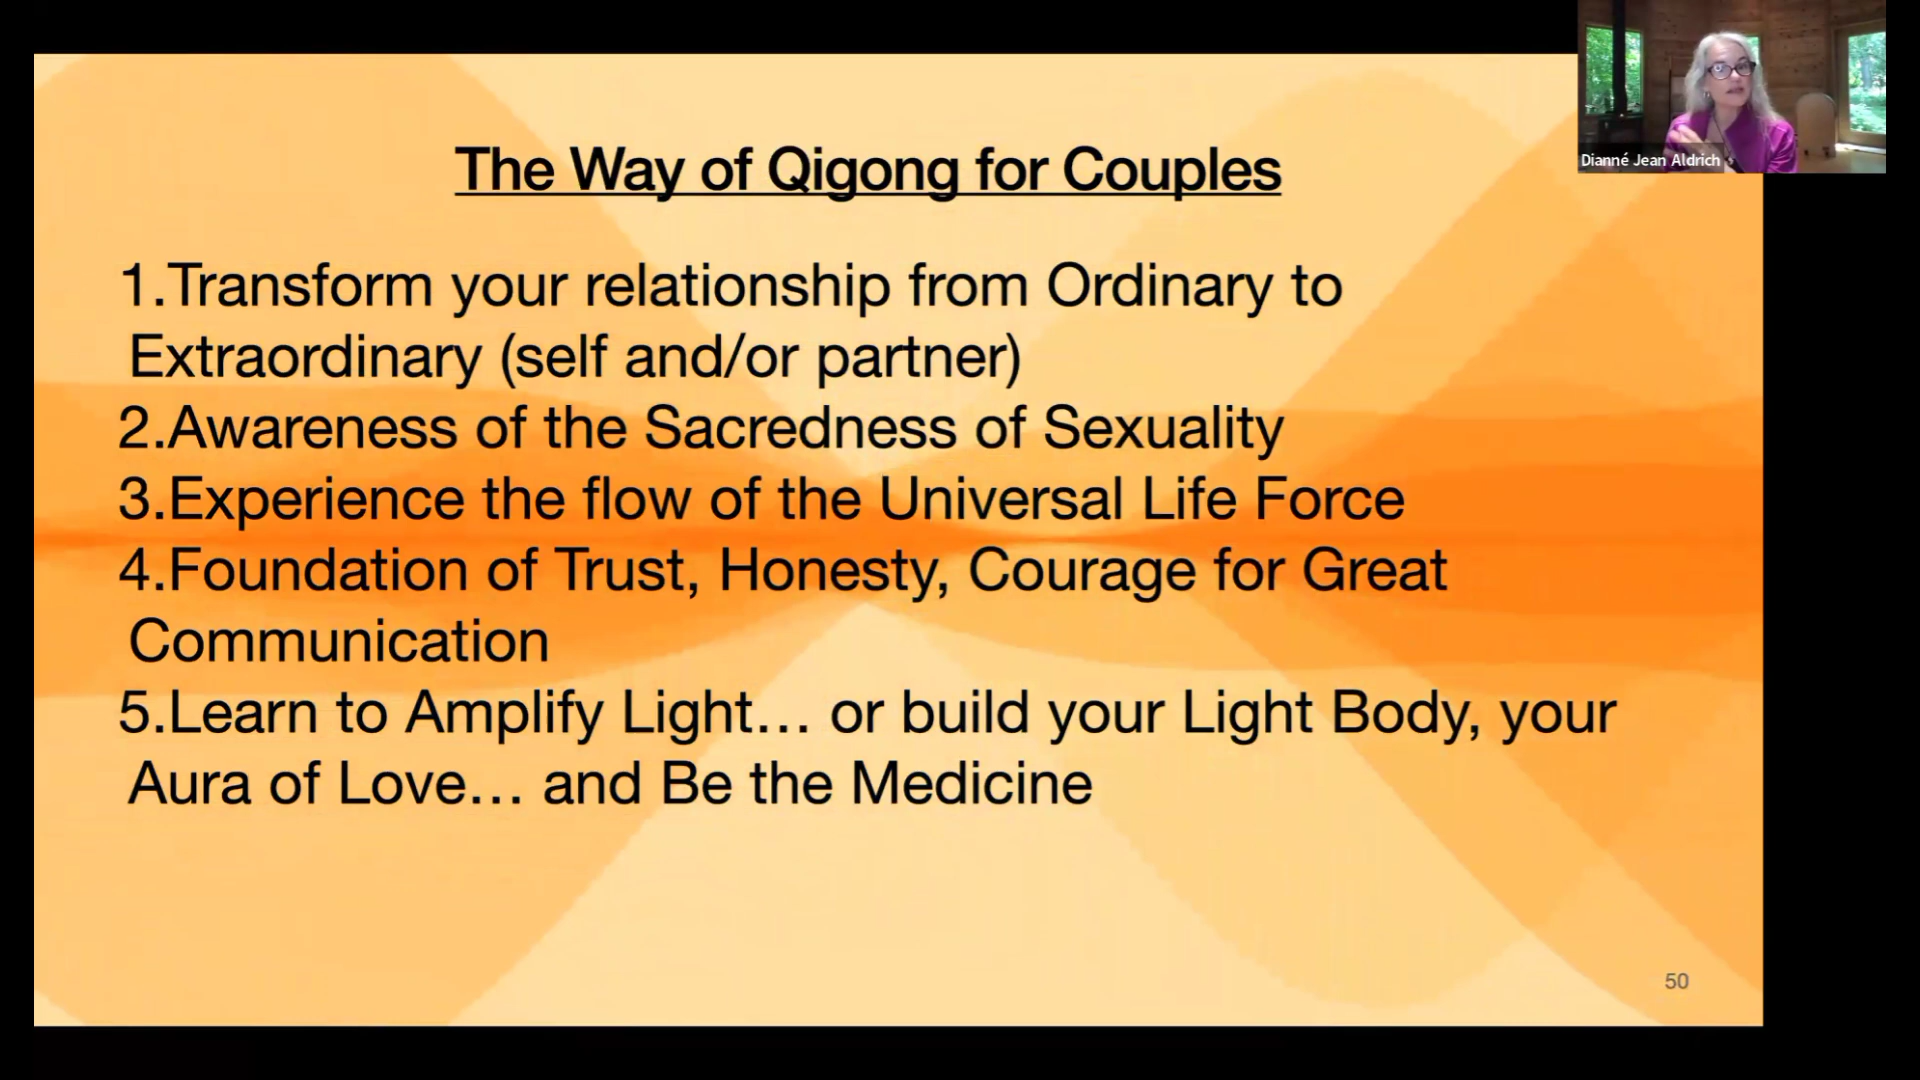 Dianné Jean Aldrich
The Way of Qigong for Couples
1.Transform your relationship from Ordinary to
Extraordinary (self and/or partner)
2.Awareness of the Sacredness of Sexuality
3.Experience the flow of the Universal Life Force
4.Foundation of Trust, Honesty, Courage for Great
Communication
5.Learn to Amplify Light… or build your Light Body, your
Aura of Love… and Be the Medicine
50